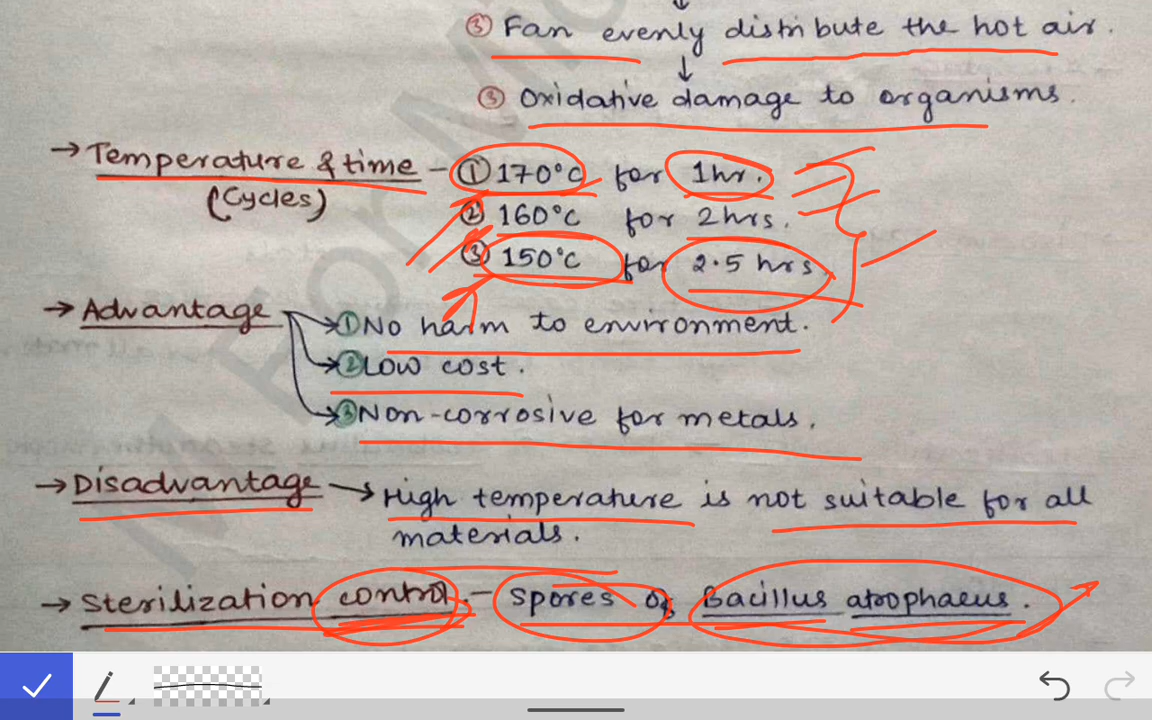 ③ Fan evenly distribute the hot air.
↓
③ Oxidative damage to organisms.
→ Temperature & time - ① 170°C for 1hr.
(Cycles) ② 160°C for 2hrs.
③ 150°C for 2.5 hrs
→ Advantage → ① No harm to environment.
→ ② Low cost.
→ ③ Non-corrosive for metals.
→ Disadvantage → High temperature is not suitable for all
materials.
→ Sterilization control. - Spores of Bacillus atrophaeus.